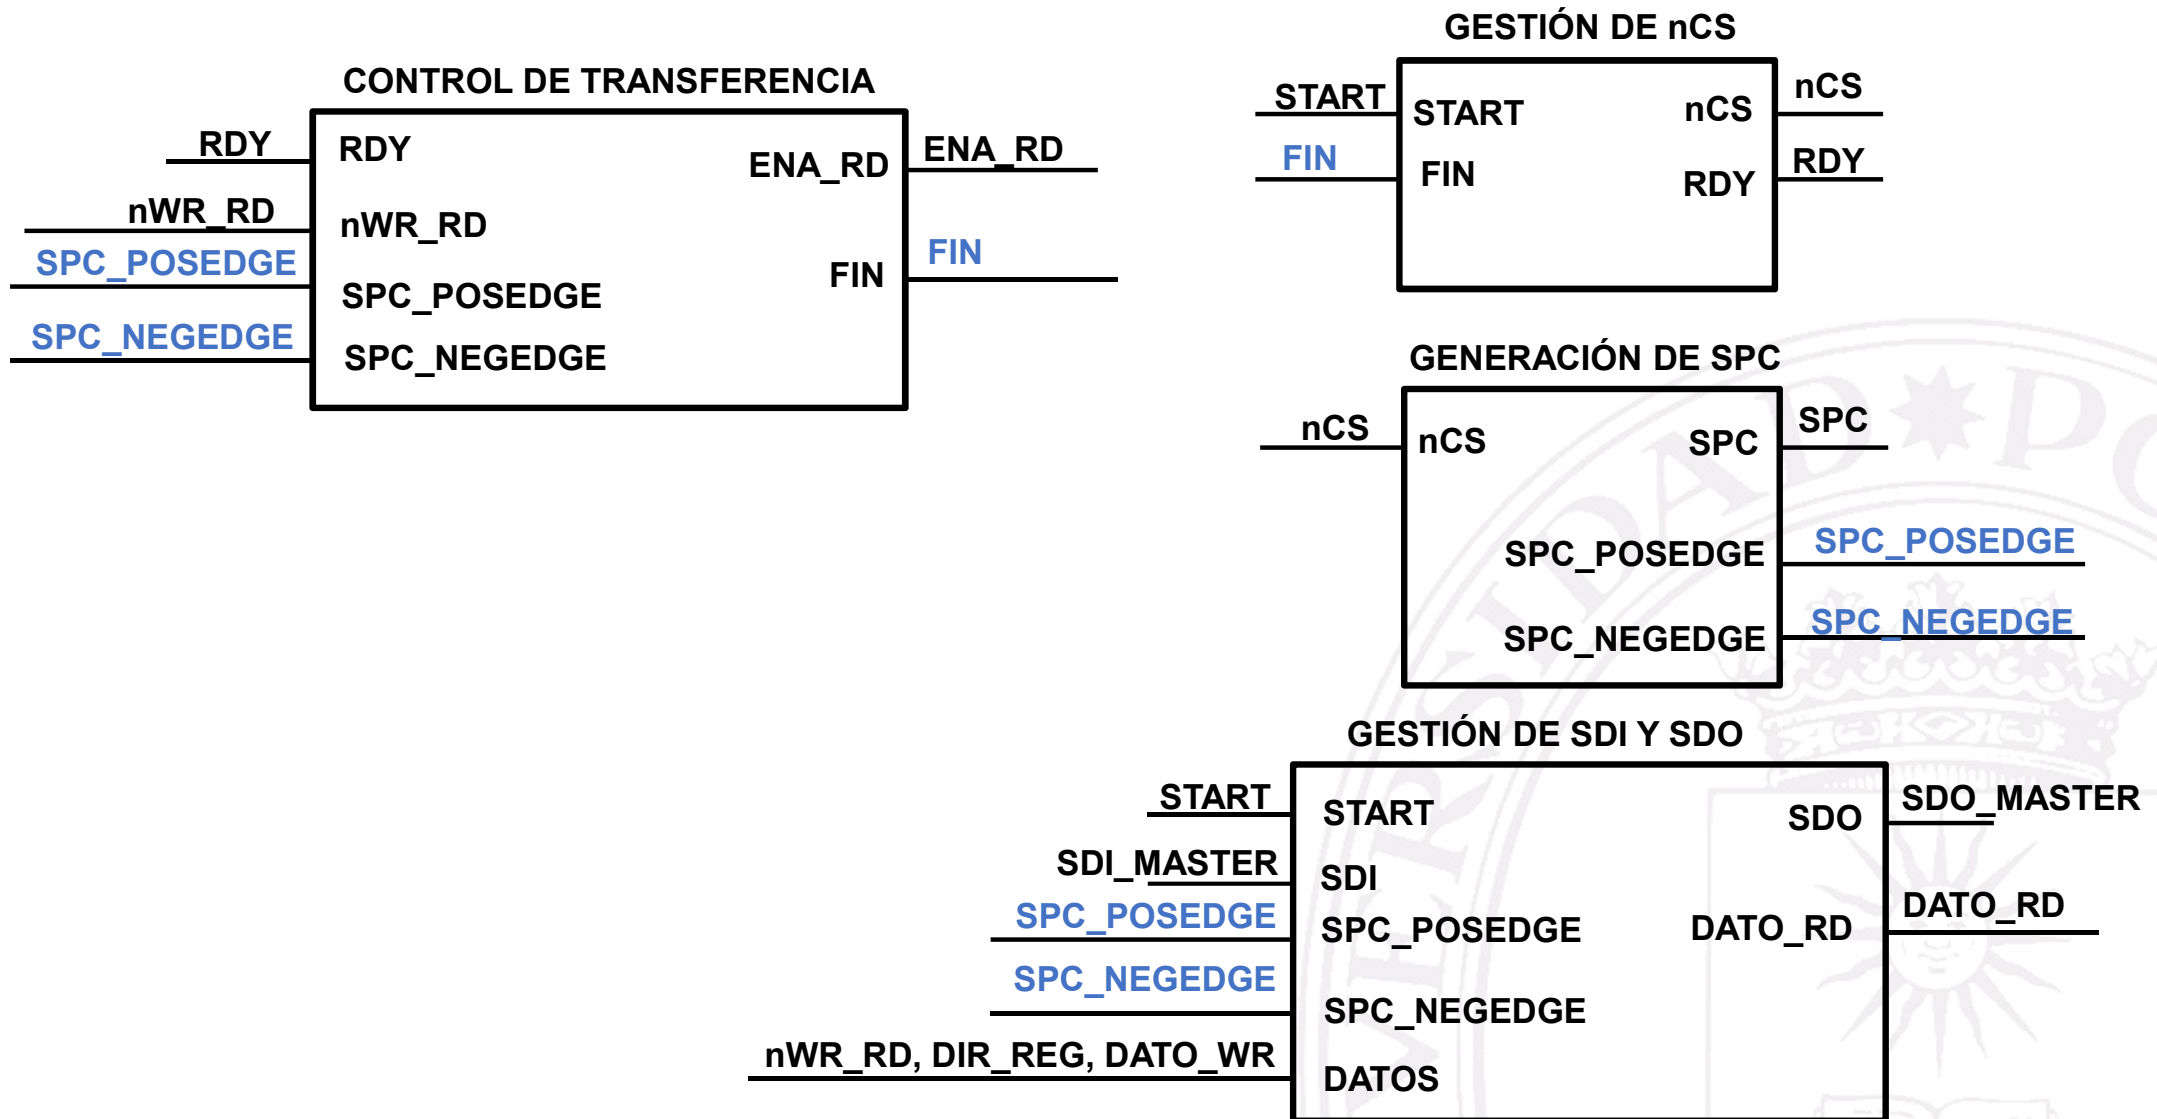 CONTROL DE TRANSFERENCIA
RDY
RDY
nWR_RD
nWR_RD
SPC_POSEDGE
SPC_POSEDGE
SPC_NEGEDGE
SPC_NEGEDGE
ENA_RD
ENA_RD
FIN
FIN
GESTIÓN DE nCS
START
START
FIN
FIN
nCS
nCS
RDY
RDY
GENERACIÓN DE SPC
nCS
nCS
SPC
SPC
SPC_POSEDGE
SPC_POSEDGE
SPC_NEGEDGE
SPC_NEGEDGE
GESTIÓN DE SDI Y SDO
START
START
SDI_MASTER
SDI
SPC_POSEDGE
SPC_POSEDGE
SPC_NEGEDGE
SPC_NEGEDGE
nWR_RD, DIR_REG, DATO_WR
DATOS
SDO
SDO_MASTER
DATO_RD
DATO_RD